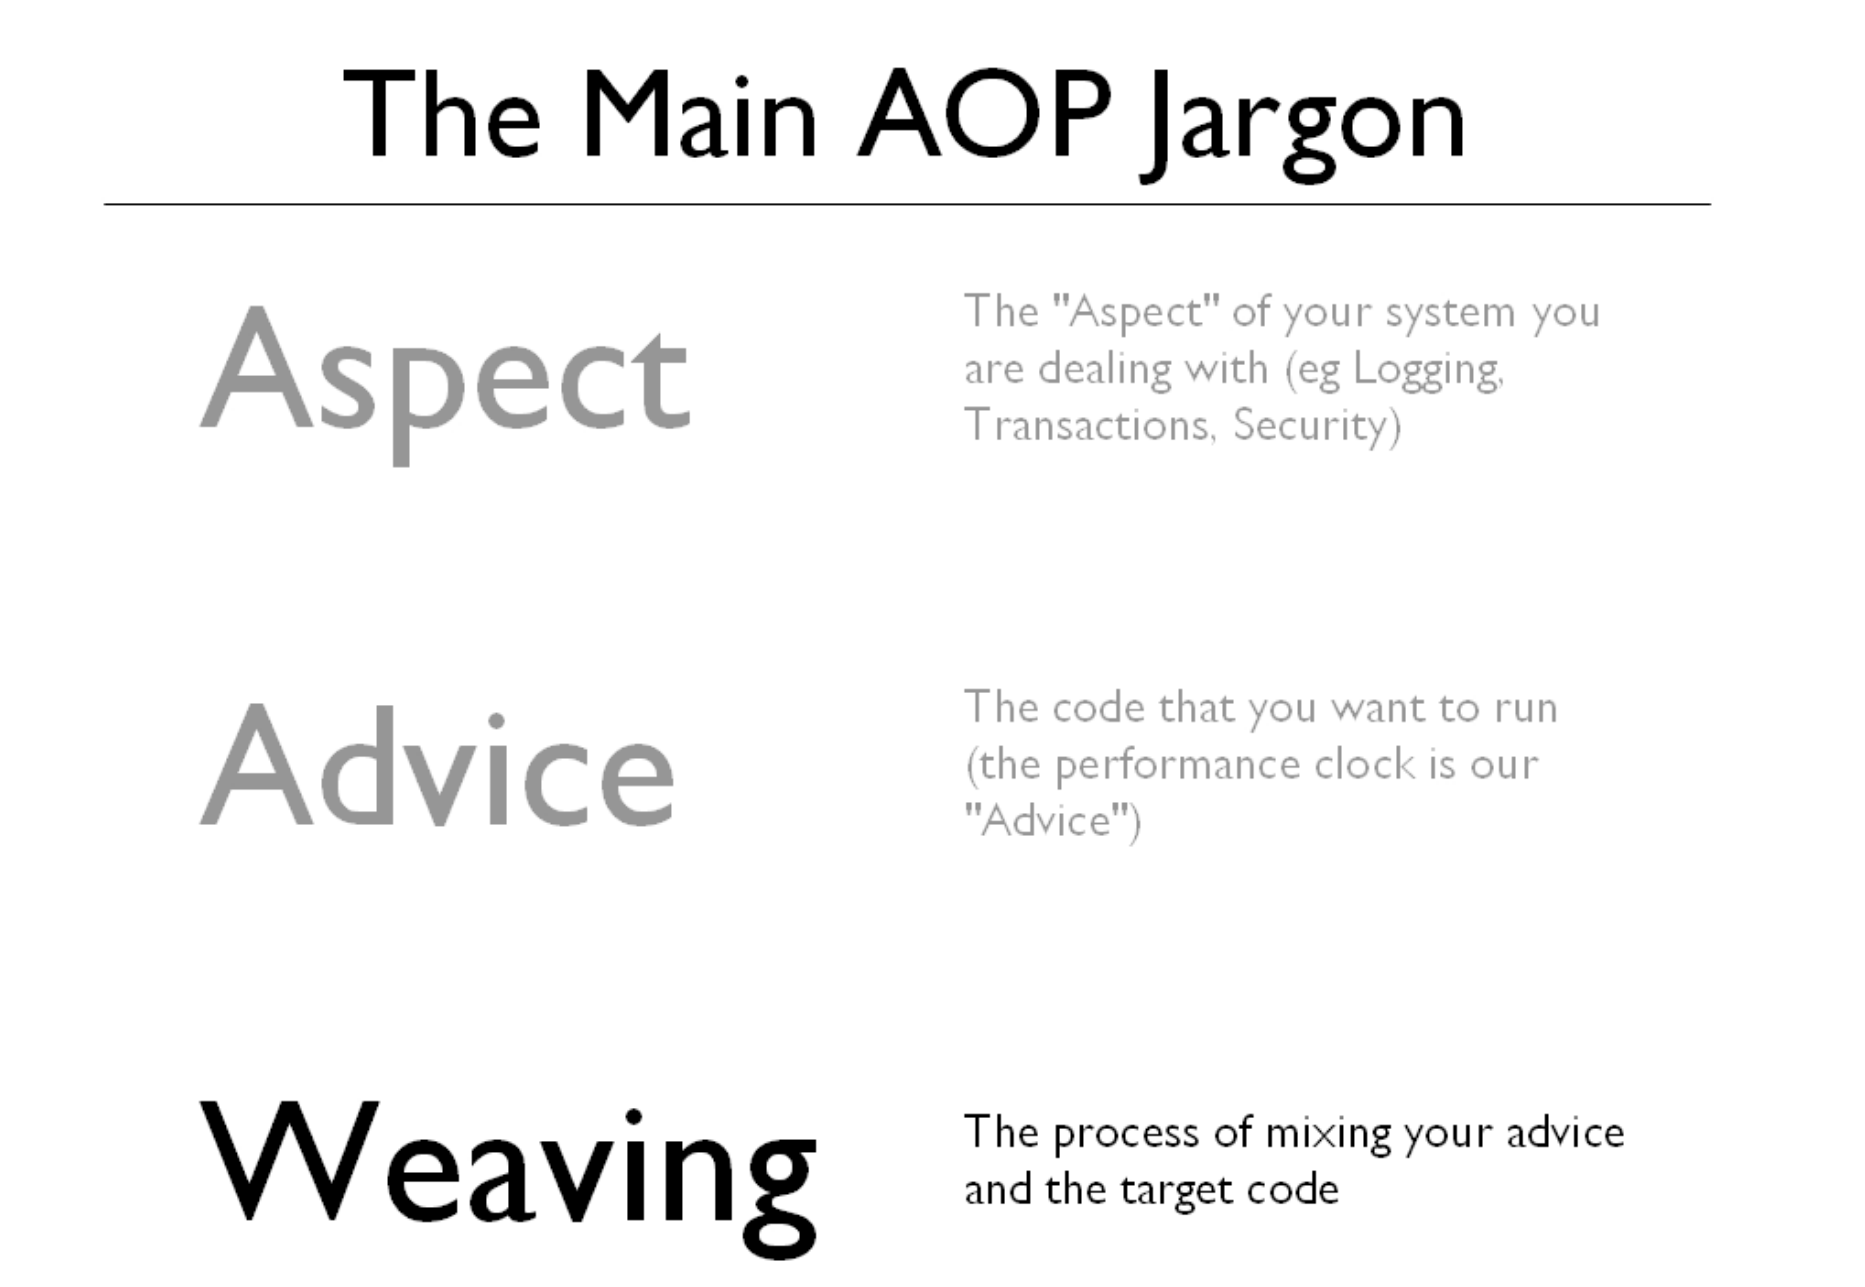 The Main AOP Jargon
Aspect
The "Aspect" of your system you
are dealing with (eg Logging,
Transactions, Security)
Advice
The code that you want to run
(the performance clock is our
"Advice")
Weaving
The process of mixing your advice
and the target code